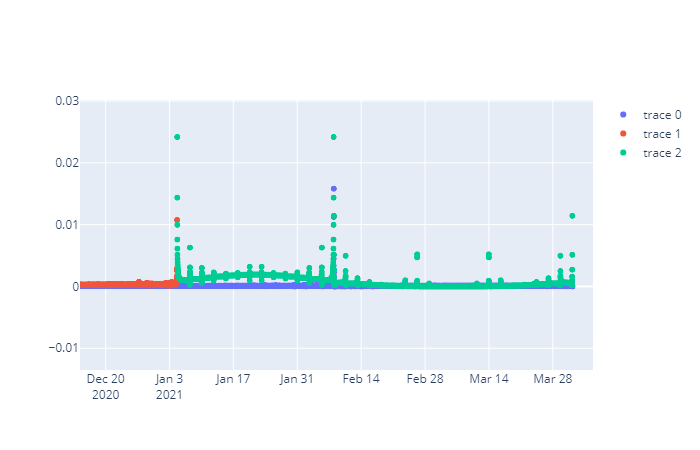 0.03
0.02
0.01
0
−0.01
Dec 20
2020
Jan 3
2021
Jan 17
Jan 31
Feb 14
Feb 28
Mar 14
Mar 28
trace 0
trace 1
trace 2